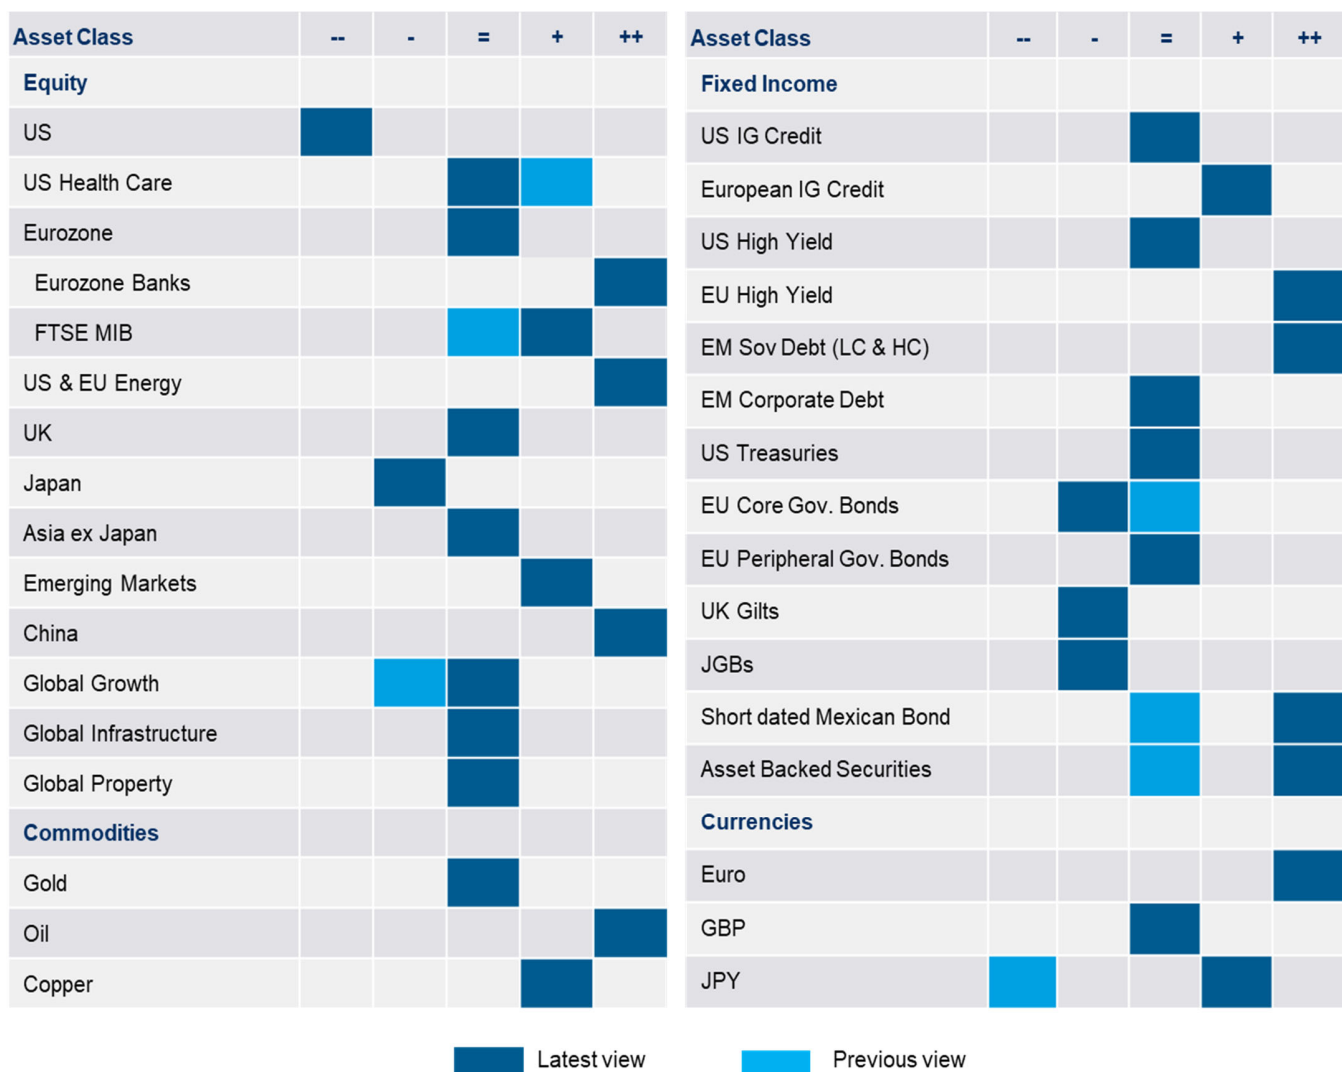 Asset Class -- - = + ++
Equity
US
US Health Care
Eurozone
Eurozone Banks
FTSE MIB
US & EU Energy
UK
Japan
Asia ex Japan
Emerging Markets
China
Global Growth
Global Infrastructure
Global Property
Commodities
Gold
Oil
Copper
Asset Class -- - = + ++
Fixed Income
US IG Credit
European IG Credit
US High Yield
EU High Yield
EM Sov Debt (LC & HC)
EM Corporate Debt
US Treasuries
EU Core Gov. Bonds
EU Peripheral Gov. Bonds
UK Gilts
JGBs
Short dated Mexican Bond
Asset Backed Securities
Currencies
Euro
GBP
JPY
Latest view Previous view